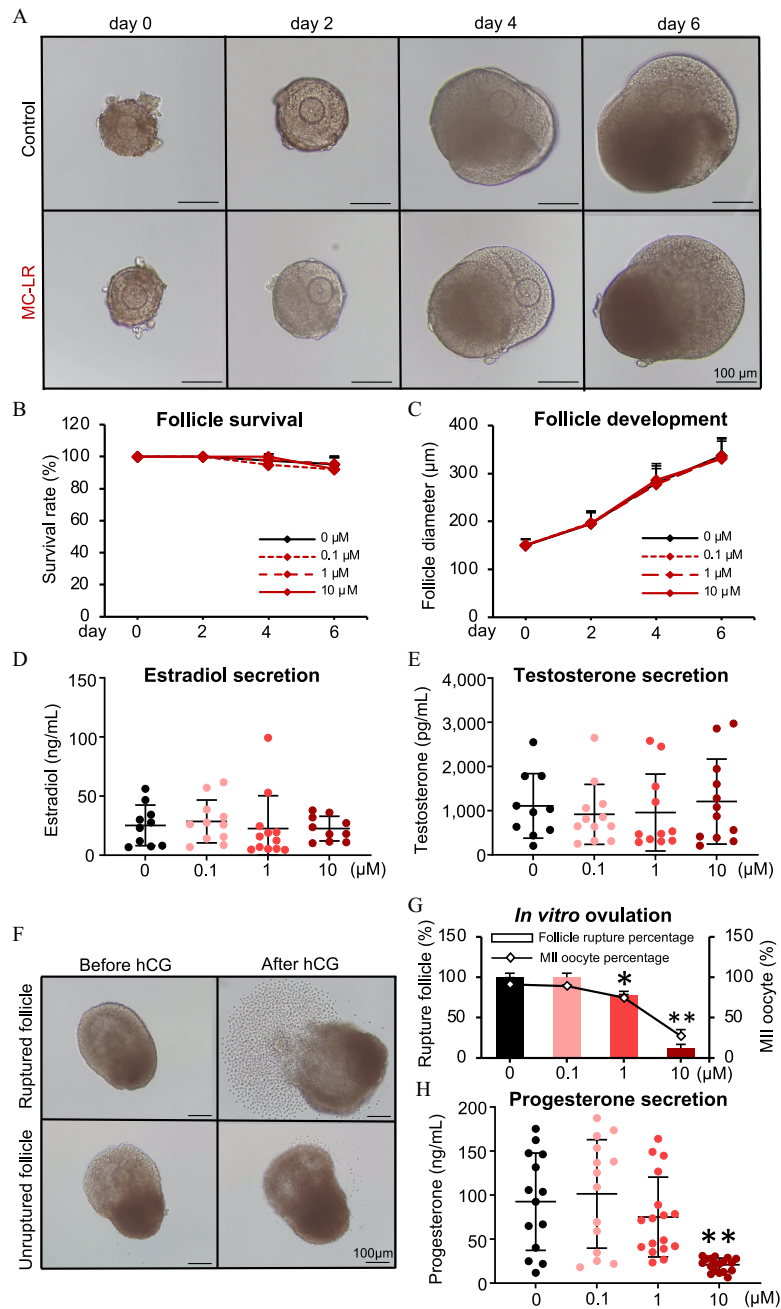 A
day 0 day 2 day 4 day 6
Control
MC-LR
100 µm
B
Follicle survival
Survival rate (%)
120
100
80
60
40
20
0
0 µM
0.1 µM
1 µM
10 µM
day 0 2 4 6
C
Follicle development
Follicle diameter (µm)
400
300
200
100
0
0 µM
0.1 µM
1 µM
10 µM
day 0 2 4 6
D
Estradiol secretion
Estradiol (ng/mL)
150
100
50
0
0 0.1 1 10 (µM)
E
Testosterone secretion
Testosterone (pg/mL)
4,000
3,000
2,000
1,000
0
0 0.1 1 10 (µM)
F
Before hCG After hCG
Ruptured follicle
Unruptured follicle
100µm
G
In vitro ovulation
Rupture follicle (%)
150
100
50
0
Follicle rupture percentage
MII oocyte percentage
*
**
150
100
50
0
MII oocyte (%)
0 0.1 1 10 (µM)
H
Progesterone secretion
Progesterone (ng/mL)
200
150
100
50
0
**
0 0.1 1 10 (µM)